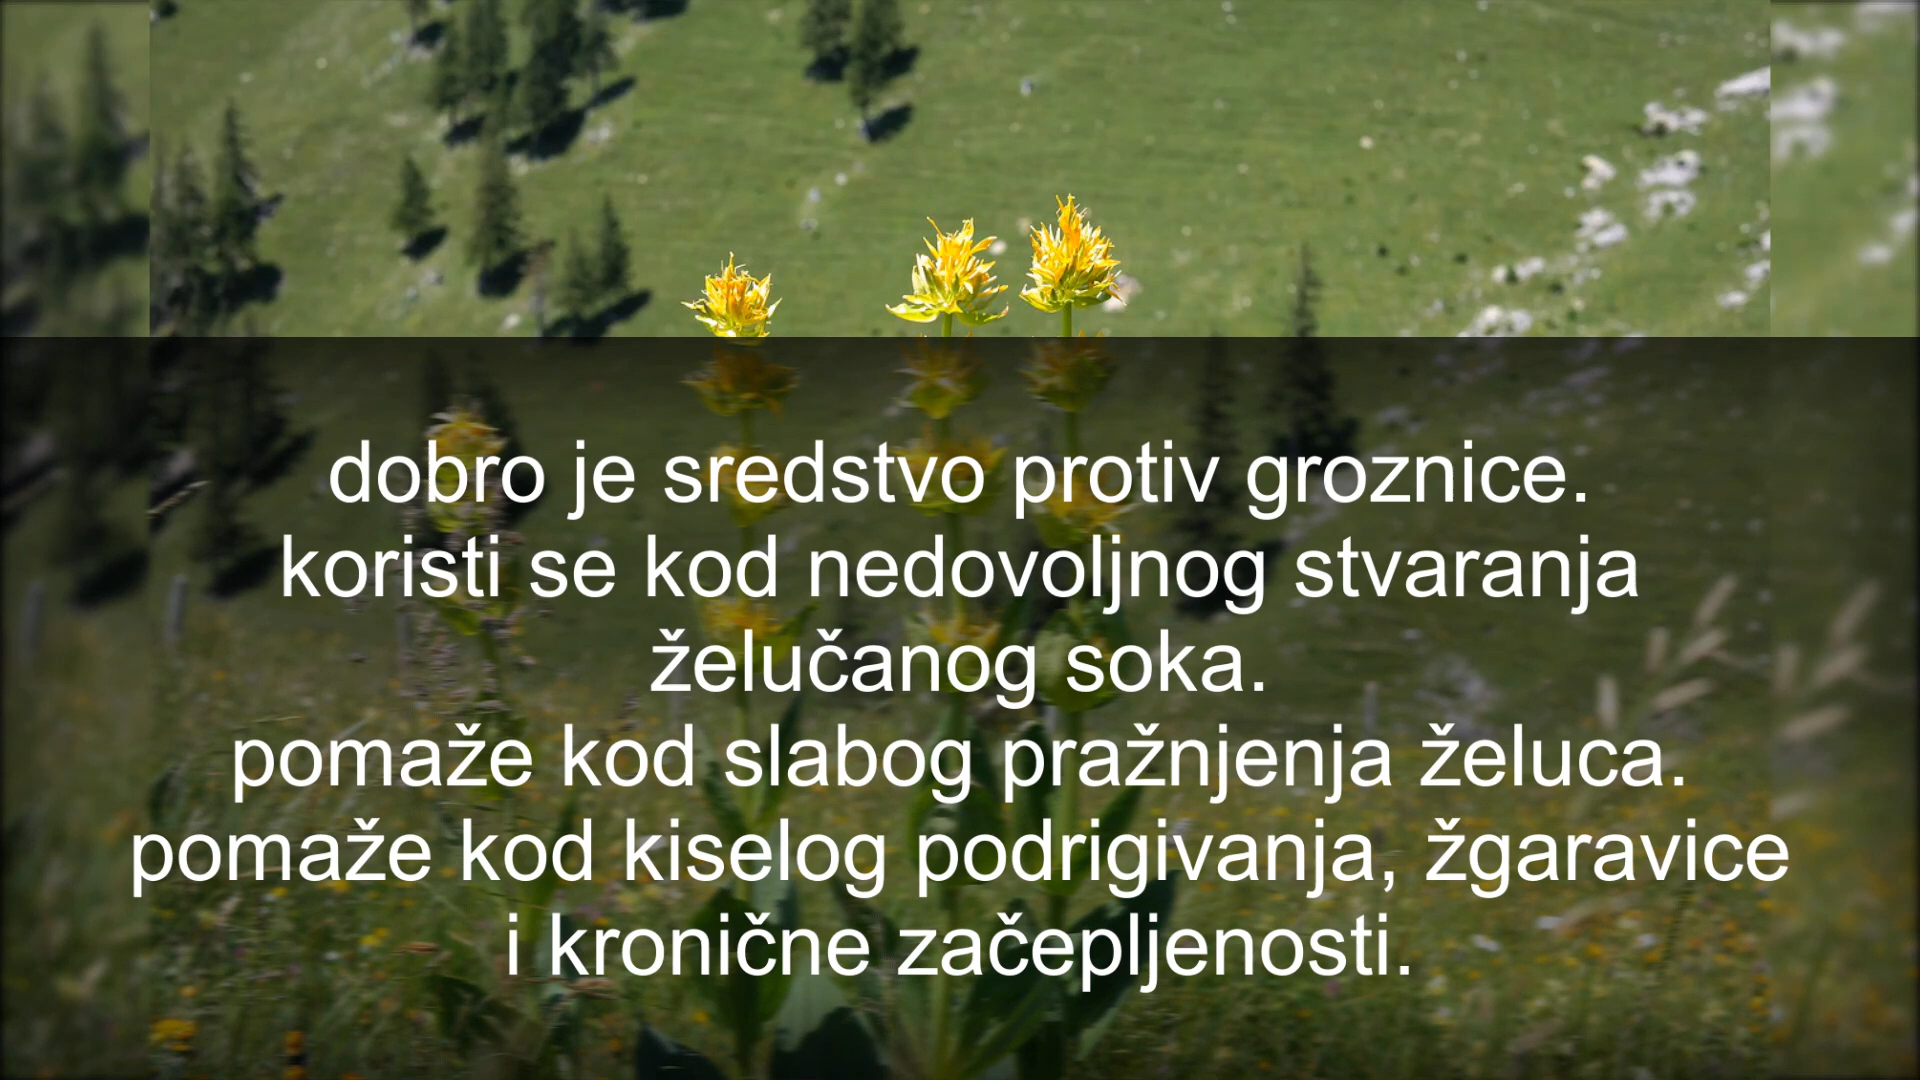 dobro je sredstvo protiv groznice.
koristi se kod nedovoljnog stvaranja
želučanog soka.
pomaže kod slabog pražnjenja želuca.
pomaže kod kiselog podrigivanja, žgaravice
i kronične začepljenosti.